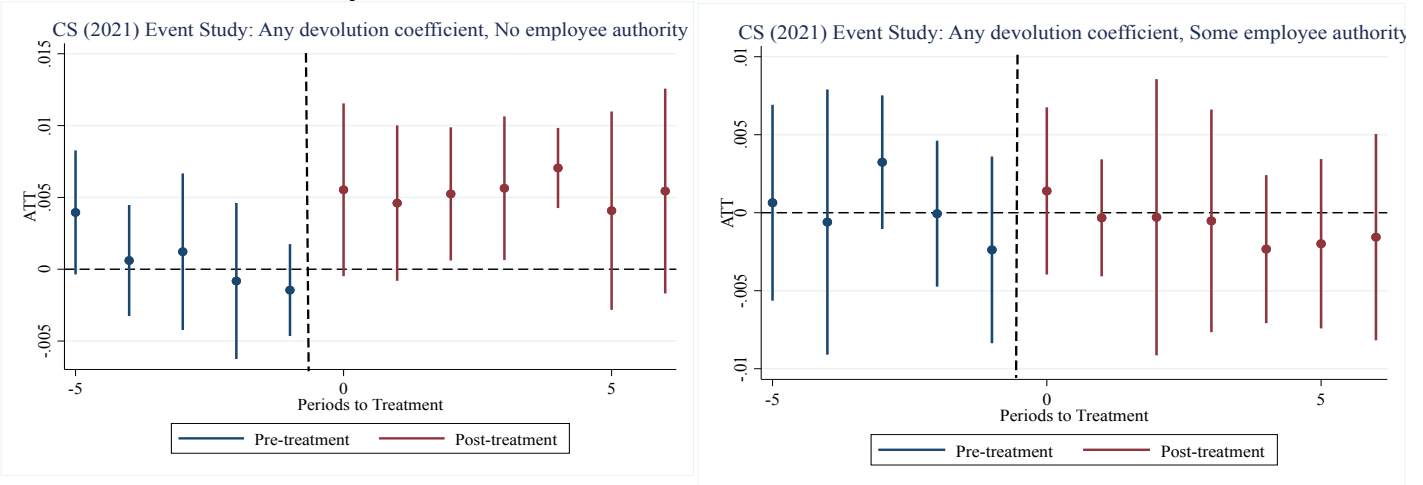 CS (2021) Event Study: Any devolution coefficient, No employee authority
.015
.01
.005
0
-.005
ATT
-5
0
5
Periods to Treatment
Pre-treatment
Post-treatment
CS (2021) Event Study: Any devolution coefficient, Some employee authority
.01
.005
0
-.005
-.01
ATT
-5
0
5
Periods to Treatment
Pre-treatment
Post-treatment